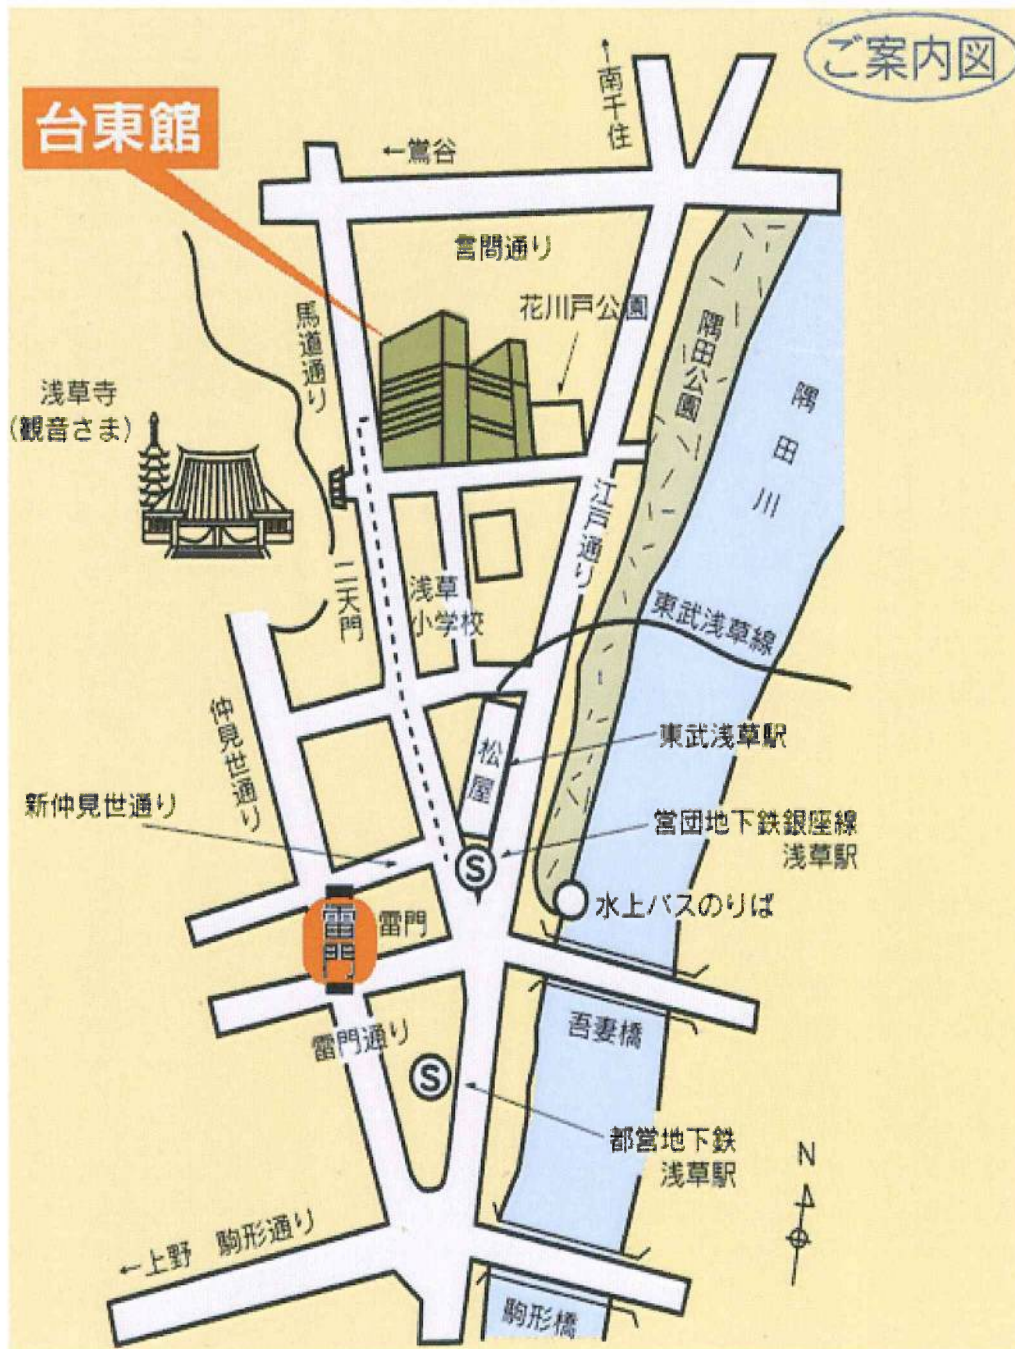 ご案内図
台東館
↑南千住
←鴬谷
言問通り
花川戸公園
馬道通り
隅田公園
隅田川
浅草寺
(観音さま)
江戸通り
二天門
浅草
小学校
東武浅草線
仲見世通り
松屋
東武浅草駅
新仲見世通り
営団地下鉄銀座線
浅草駅
S
水上バスのりば
雷門
雷門
雷門通り
吾妻橋
S
都営地下鉄
浅草駅
N
←上野 駒形通り
駒形橋